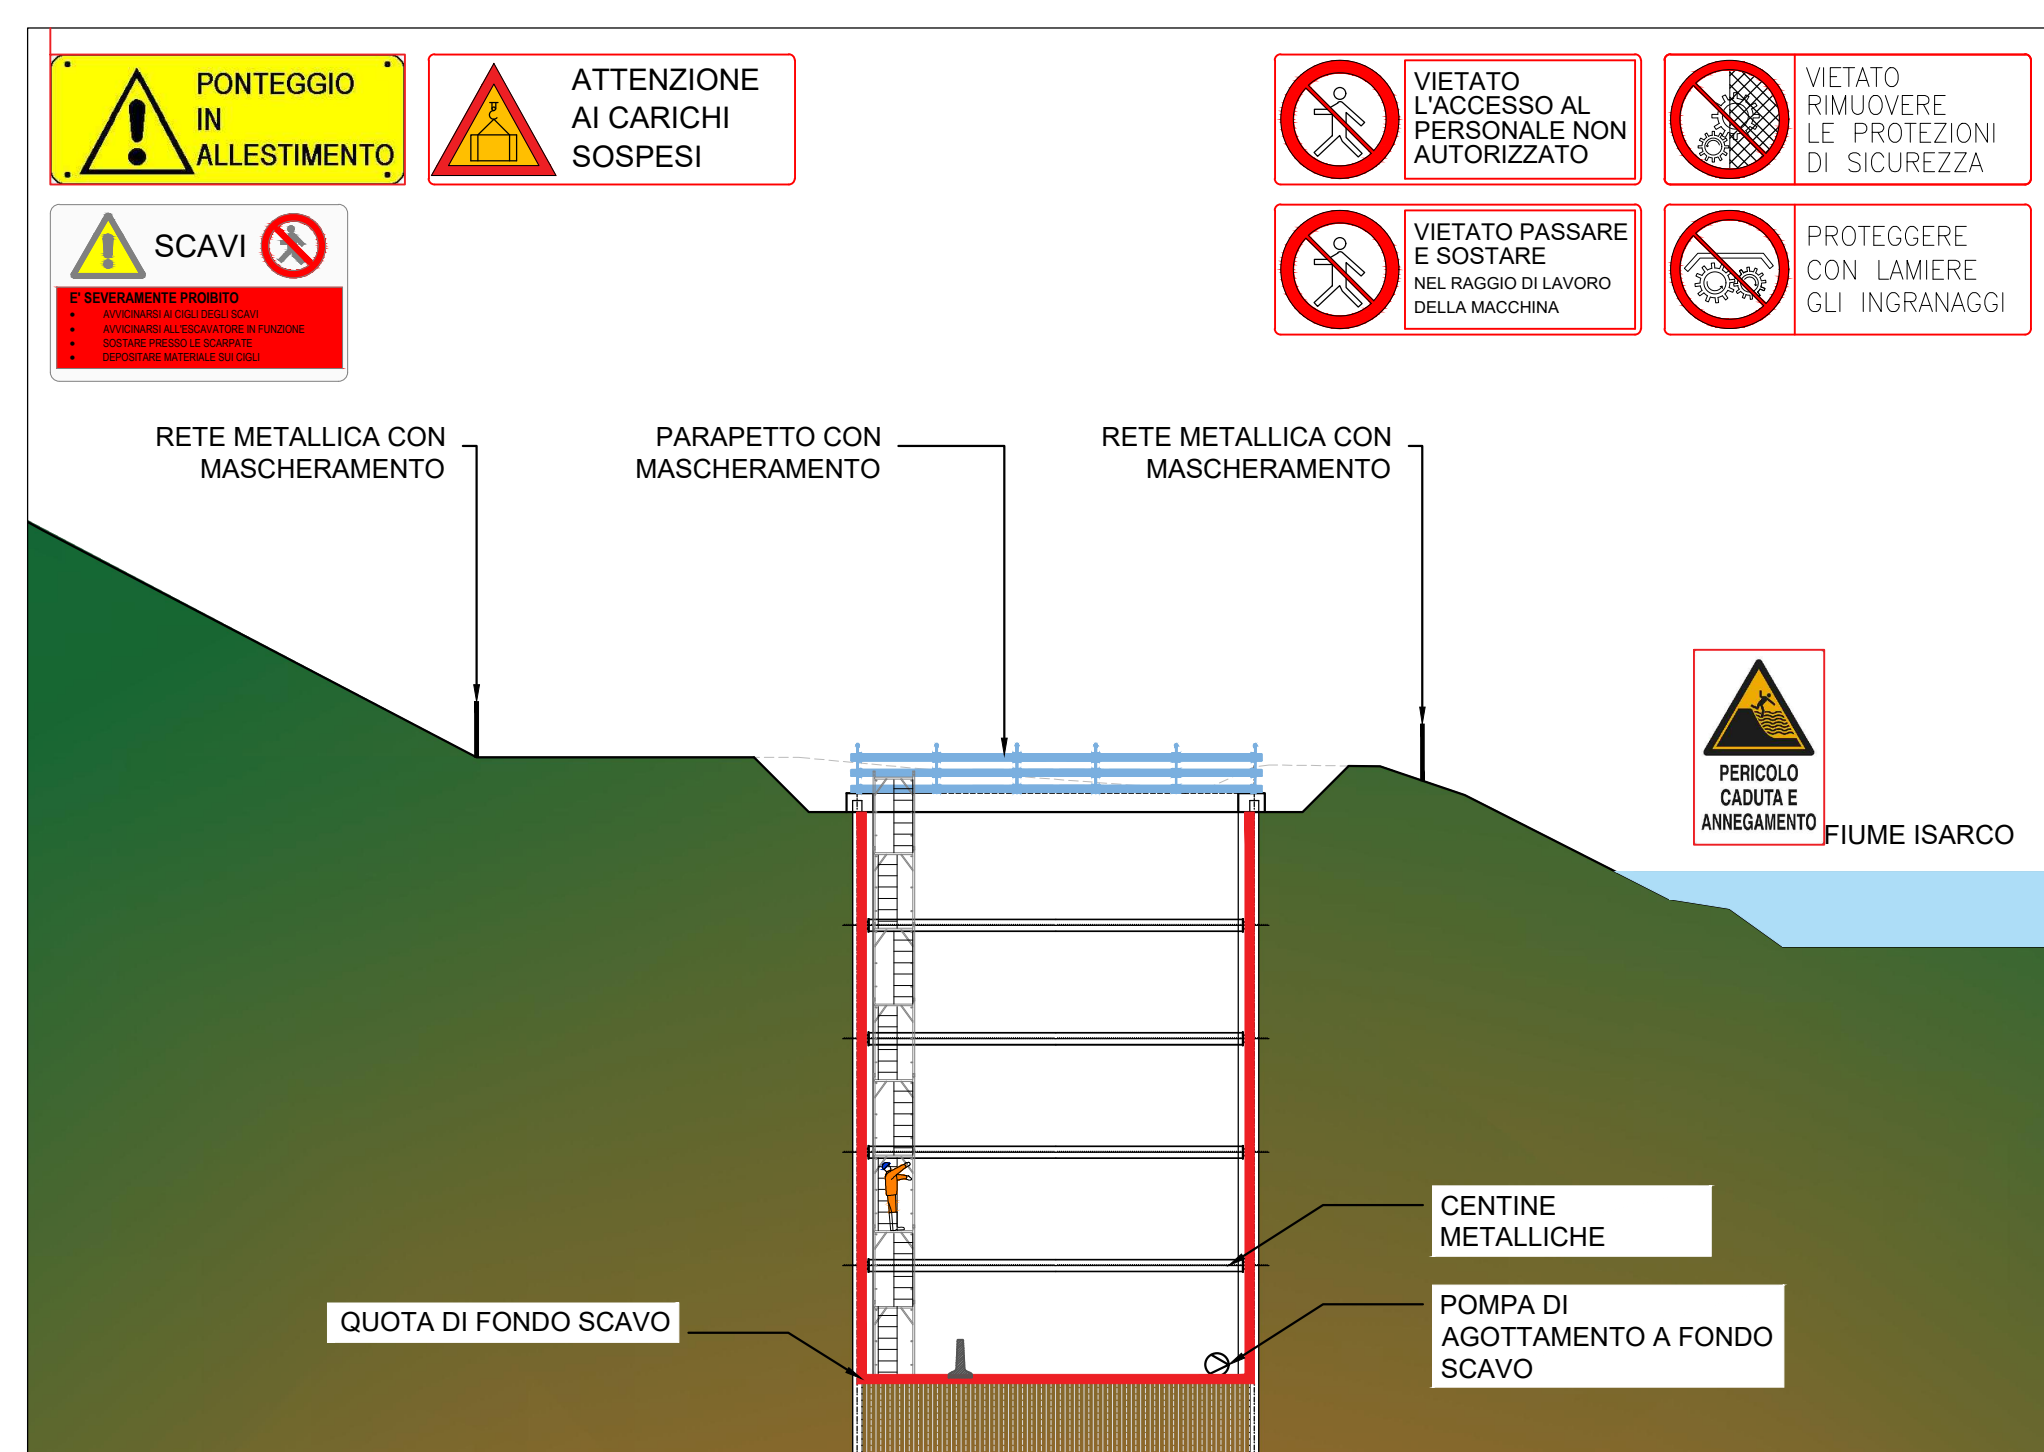 PONTEGGIO
IN
ALLESTIMENTO
ATTENZIONE
AI CARICHI
SOSPESI
VIETATO
L'ACCESSO AL
PERSONALE NON
AUTORIZZATO
VIETATO
RIMUOVERE
LE PROTEZIONI
DI SICUREZZA
SCAVI
E' SEVERAMENTE PROIBITO
• AVVICINARSI AI CIGLI DEGLI SCAVI
• AVVICINARSI ALL'ESCAVATORE IN FUNZIONE
• SOSTARE PRESSO LE SCARPATE
• DEPOSITARE MATERIALE SUI CIGLI
VIETATO PASSARE
E SOSTARE
NEL RAGGIO DI LAVORO
DELLA MACCHINA
PROTEGGERE
CON LAMIERE
GLI INGRANAGGI
RETE METALLICA CON
MASCHERAMENTO
PARAPETTO CON
MASCHERAMENTO
RETE METALLICA CON
MASCHERAMENTO
PERICOLO
CADUTA E
ANNEGAMENTO
FIUME ISARCO
CENTINE
METALLICHE
QUOTA DI FONDO SCAVO
POMPA DI
AGOTTAMENTO A FONDO
SCAVO